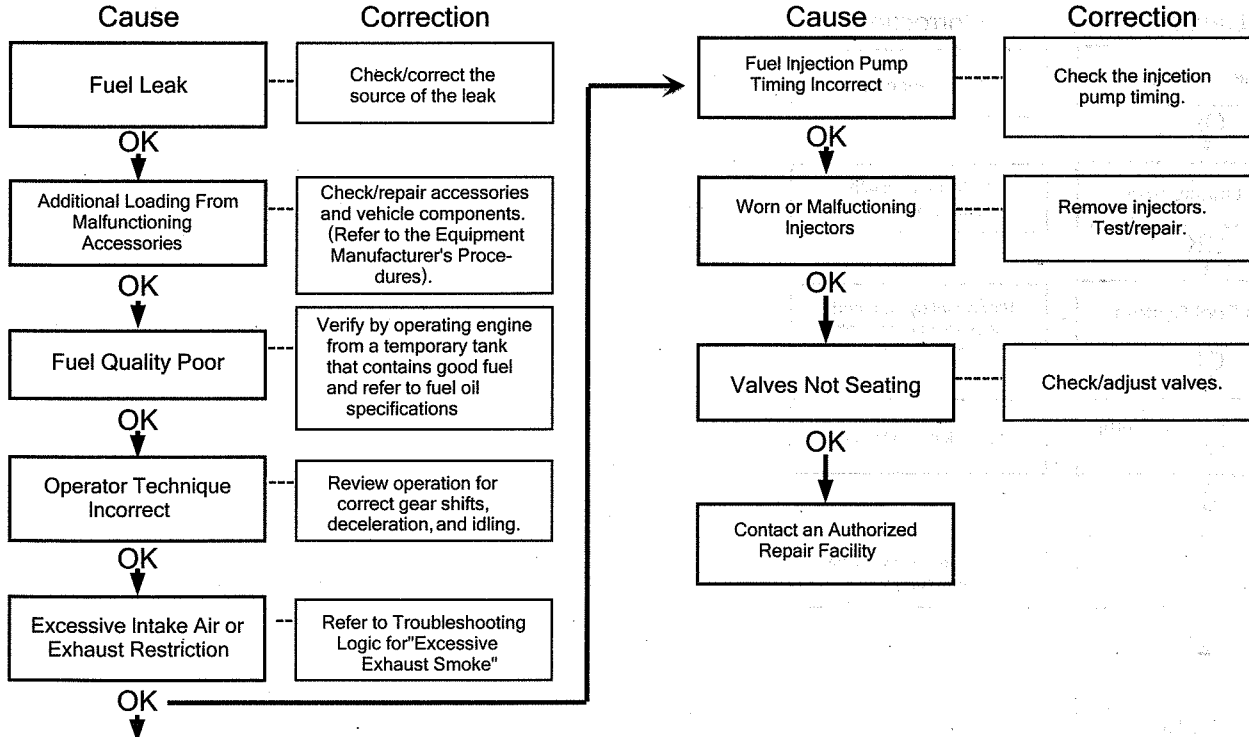 Cause
Correction
Fuel Leak
Check/correct the
source of the leak
OK
Additional Loading From
Malfunctioning
Accessories
Check/repair accessories
and vehicle components.
(Refer to the Equipment
Manufacturer's Proce-
dures).
OK
Fuel Quality Poor
Verify by operating engine
from a temporary tank
that contains good fuel
and refer to fuel oil
specifications
OK
Operator Technique
Incorrect
Review operation for
correct gear shifts,
deceleration, and idling.
OK
Excessive Intake Air or
Exhaust Restriction
Refer to Troubleshooting
Logic for"Excessive
Exhaust Smoke"
OK
Cause
Correction
Fuel Injection Pump
Timing Incorrect
Check the injcetion
pump timing.
OK
Worn or Malfuctioning
Injectors
Remove injectors.
Test/repair.
OK
Valves Not Seating
Check/adjust valves.
OK
Contact an Authorized
Repair Facility